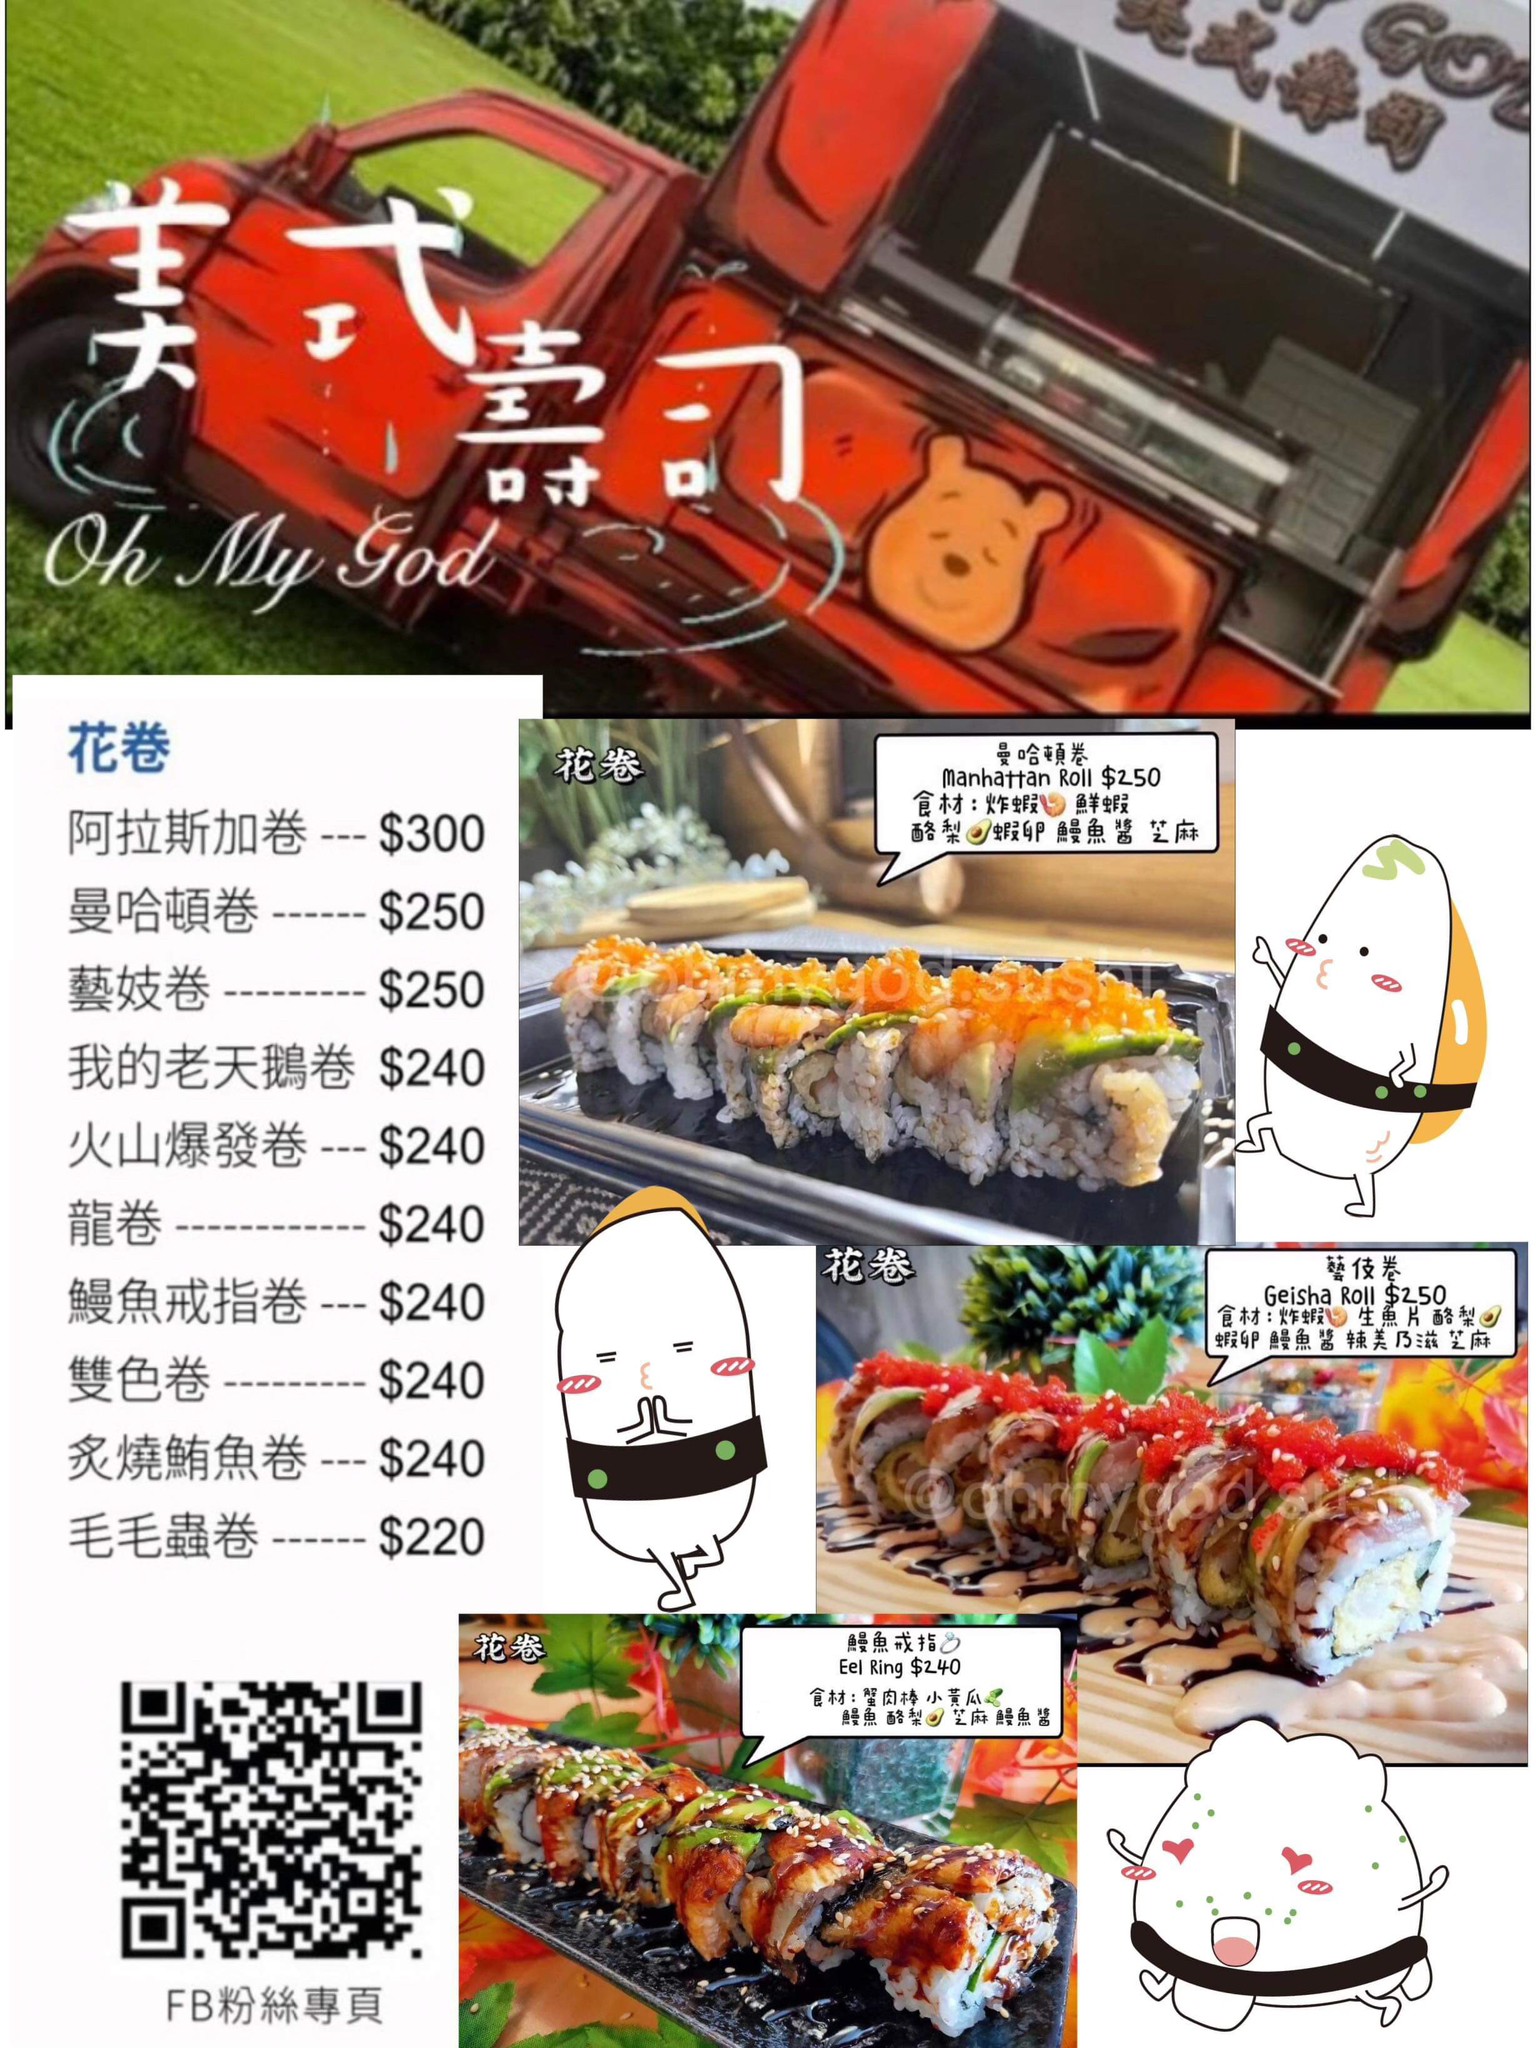 GOD
美式壽司
美式壽司
Oh My God
花卷
阿拉斯加卷 --- $300
曼哈頓卷 ------ $250
藝妓卷 --------- $250
我的老天鵝卷 $240
火山爆發卷 --- $240
龍卷 ------------ $240
鰻魚戒指卷 --- $240
雙色卷 --------- $240
炙燒鮪魚卷 --- $240
毛毛蟲卷 ------ $220
FB粉絲專頁
花卷
曼哈頓卷
Manhattan Roll $250
食材：炸蝦🍤 鮮蝦
酪梨🥑蝦卵 鰻魚醬 芝麻
@ohmygod.sushi
花卷
藝伎卷
Geisha Roll $250
食材：炸蝦🍤 生魚片 酪梨🥑
蝦卵 鰻魚醬 辣美乃滋 芝麻
@ohmygod.su
花卷
鰻魚戒指💍
Eel Ring $240
食材：蟹肉棒 小黃瓜🥒
鰻魚 酪梨🥑 芝麻 鰻魚醬